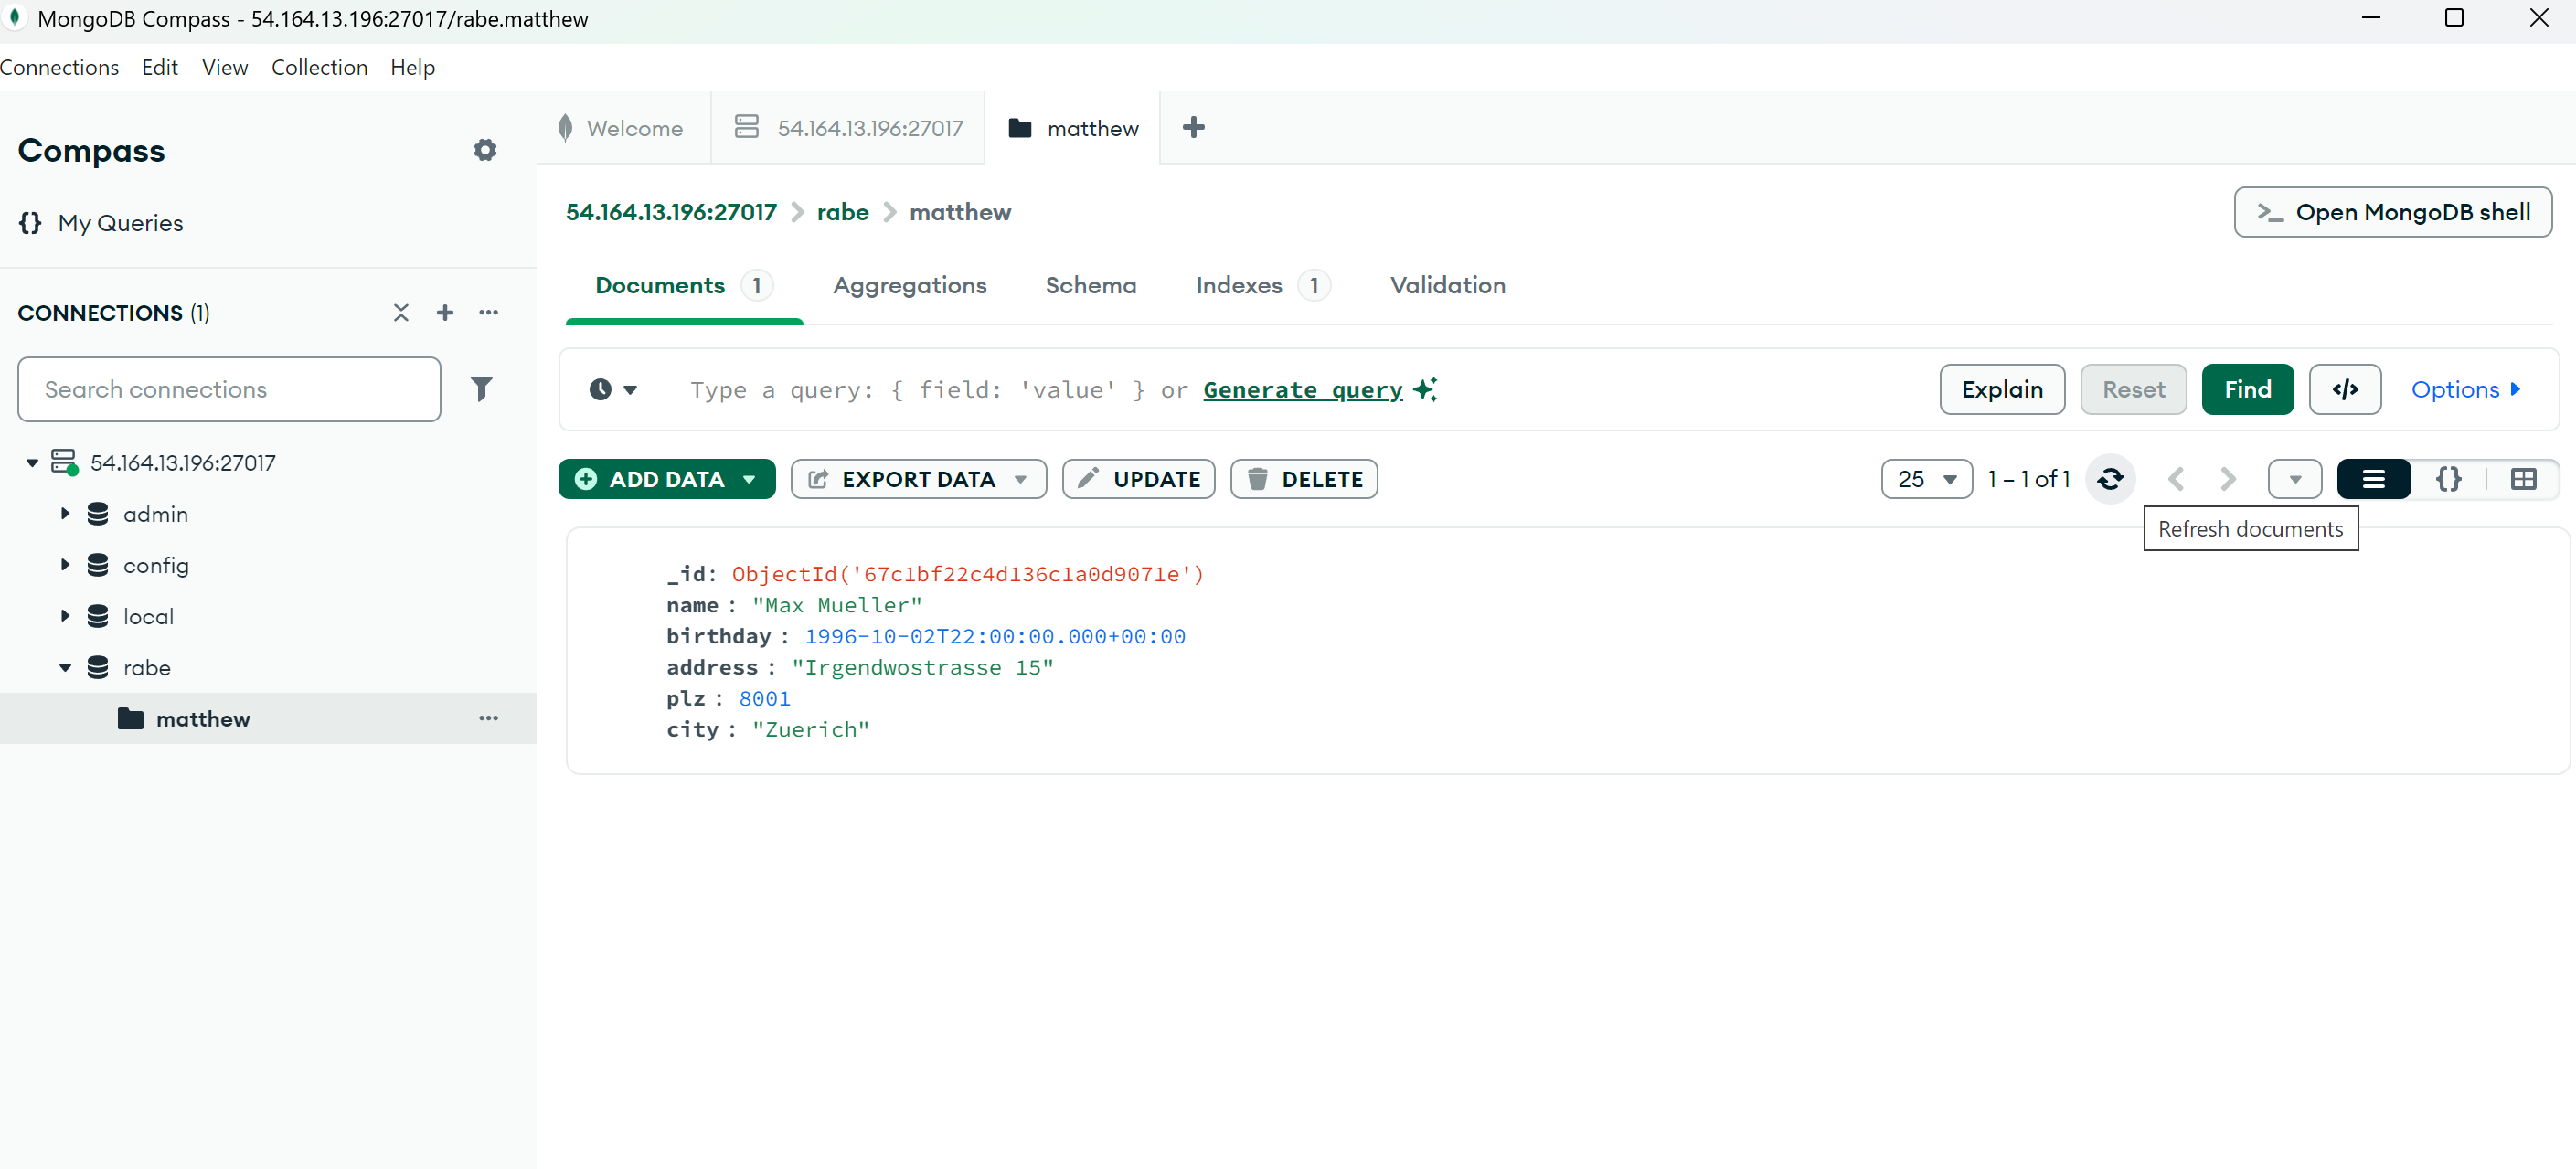 MongoDB Compass - 54.164.13.196:27017/rabe.matthew
Connections Edit View Collection Help
Compass
{} My Queries
CONNECTIONS (1)
Search connections
54.164.13.196:27017
admin
config
local
rabe
matthew
Welcome
54.164.13.196:27017
matthew
54.164.13.196:27017 > rabe > matthew
>_ Open MongoDB shell
Documents 1 Aggregations Schema Indexes 1 Validation
Type a query: { field: 'value' } or Generate query
Explain Reset Find </> Options
ADD DATA EXPORT DATA UPDATE DELETE
25 1 – 1 of 1 {}
Refresh documents
_id: ObjectId('67c1bf22c4d136c1a0d9071e')
name : "Max Mueller"
birthday : 1996-10-02T22:00:00.000+00:00
address : "Irgendwostrasse 15"
plz : 8001
city : "Zuerich"